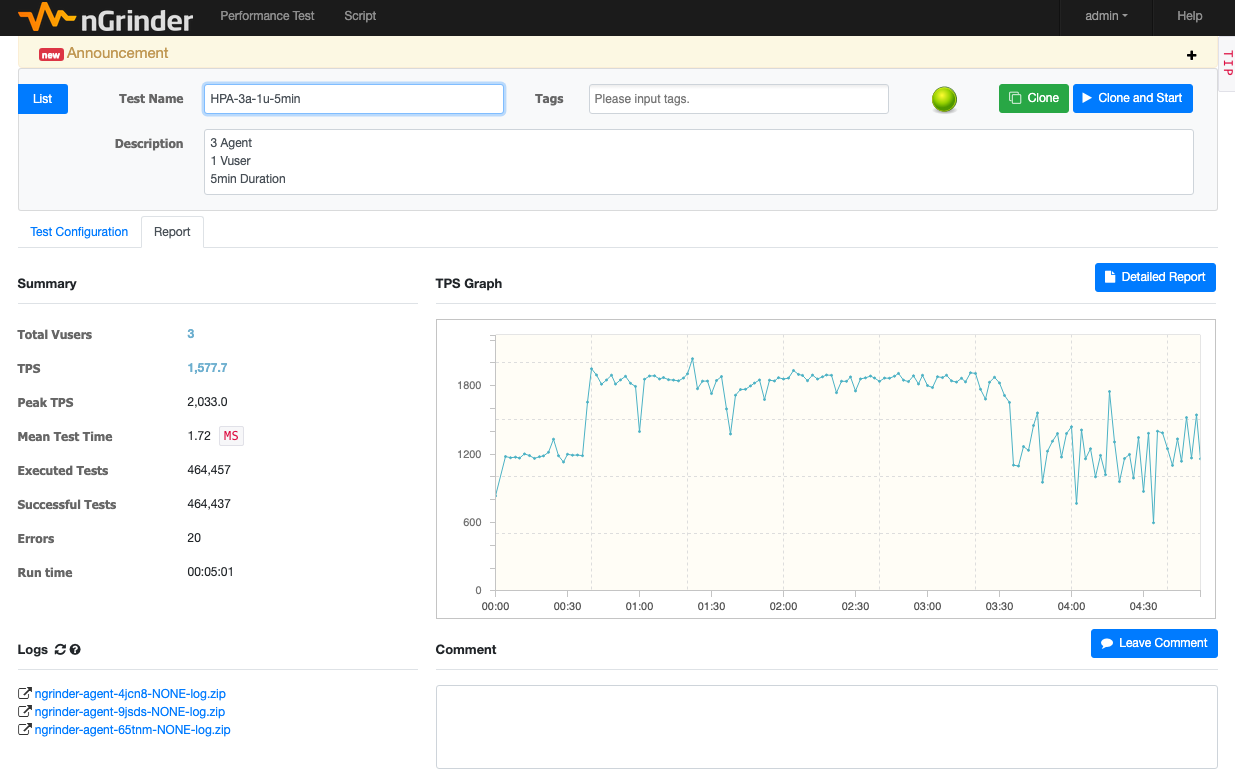 nGrinder Performance Test Script admin Help
new Announcement
TIP
List Test Name HPA-3a-1u-5min Tags Please input tags. Clone Clone and Start
Description 3 Agent
1 Vuser
5min Duration
Test Configuration Report
Summary
Total Vusers 3
TPS 1,577.7
Peak TPS 2,033.0
Mean Test Time 1.72 MS
Executed Tests 464,457
Successful Tests 464,437
Errors 20
Run time 00:05:01
TPS Graph Detailed Report
1800
1200
600
0
00:00 00:30 01:00 01:30 02:00 02:30 03:00 03:30 04:00 04:30
Logs
ngrinder-agent-4jcn8-NONE-log.zip
ngrinder-agent-9jsds-NONE-log.zip
ngrinder-agent-65tnm-NONE-log.zip
Comment Leave Comment